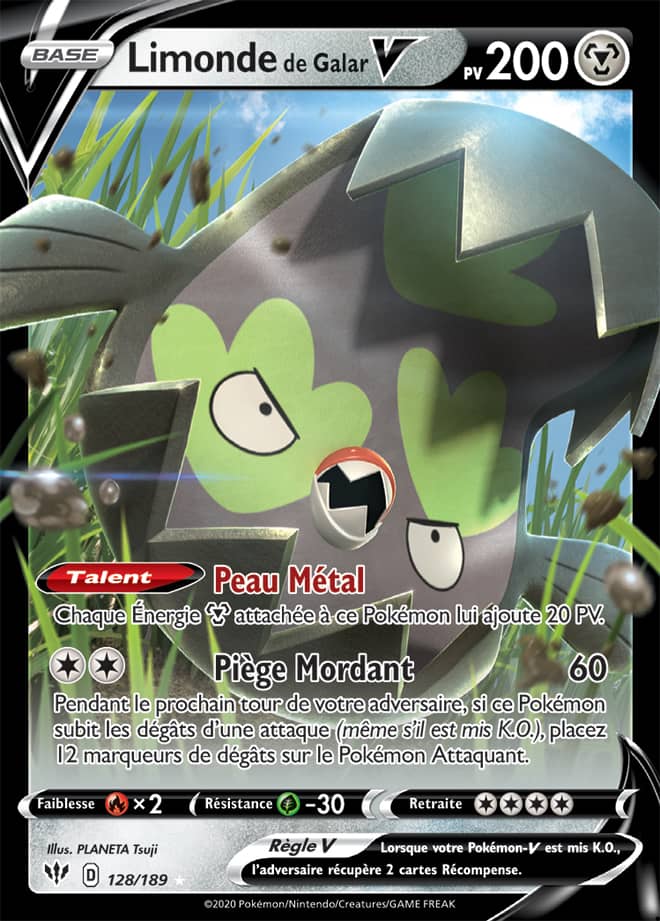 BASE Limonde de Galar V PV 200
Talent Peau Métal
Chaque Énergie attachée à ce Pokémon lui ajoute 20 PV.
Piège Mordant 60
Pendant le prochain tour de votre adversaire, si ce Pokémon
subit les dégâts d'une attaque (même s'il est mis K.O.), placez
12 marqueurs de dégâts sur le Pokémon Attaquant.
Faiblesse ×2 Résistance -30 Retraite
Illus. PLANETA Tsuji
Règle V Lorsque votre Pokémon-V est mis K.O.,
l'adversaire récupère 2 cartes Récompense.
D 128/189
©2020 Pokémon/Nintendo/Creatures/GAME FREAK